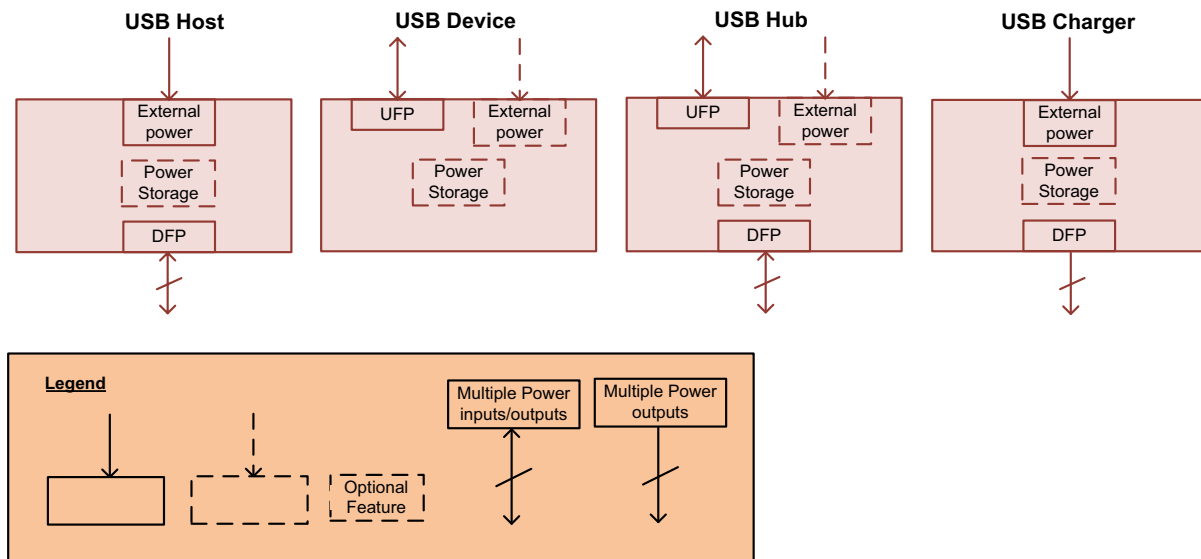 USB Host
USB Device
USB Hub
USB Charger
External
power
Power
Storage
DFP
UFP
External
power
Power
Storage
UFP
External
power
Power
Storage
DFP
External
power
Power
Storage
DFP
Legend
Optional
Feature
Multiple Power
inputs/outputs
Multiple Power
outputs